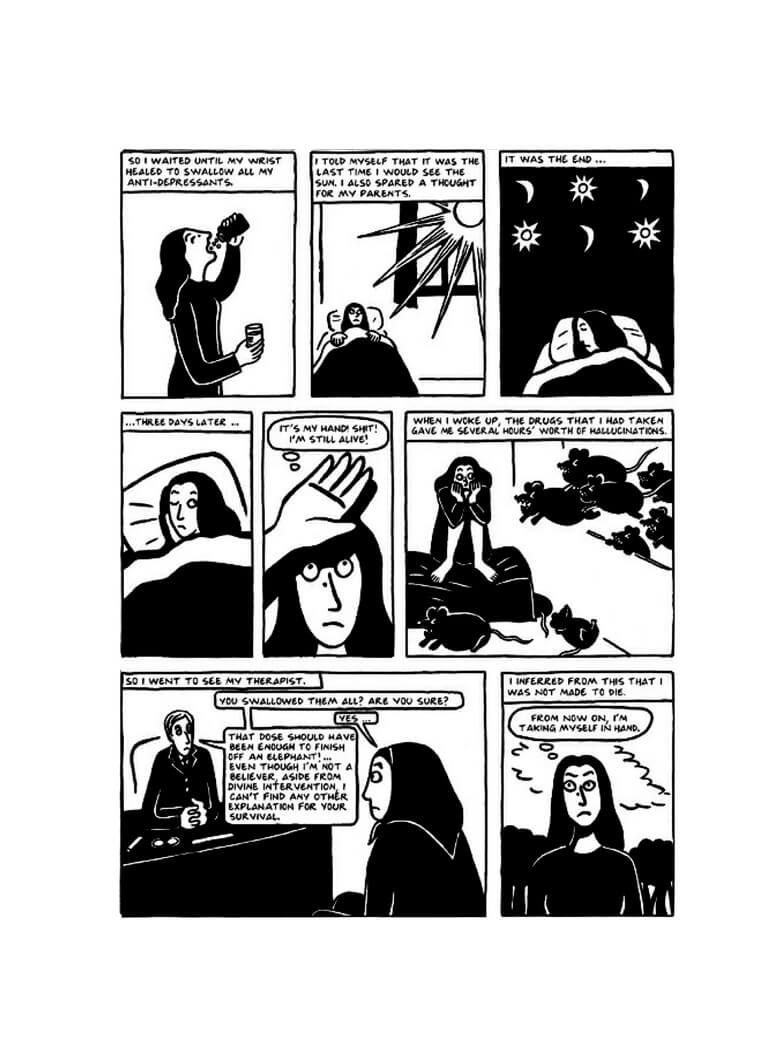 SO I WAITED UNTIL MY WRIST
HEALED TO SWALLOW ALL MY
ANTI-DEPRESSANTS.
I TOLD MYSELF THAT IT WAS THE
LAST TIME I WOULD SEE THE
SUN. I ALSO SPARED A THOUGHT
FOR MY PARENTS.
IT WAS THE END ...
...THREE DAYS LATER ..
IT'S MY HAND! SHIT!
I'M STILL ALIVE!
WHEN I WOKE UP, THE DRUGS THAT I HAD TAKEN
GAVE ME SEVERAL HOURS' WORTH OF HALLUCINATIONS.
SO I WENT TO SEE MY THERAPIST.
YOU SWALLOWED THEM ALL? ARE YOU SURE?
YES ...
THAT DOSE SHOULD HAVE
BEEN ENOUGH TO FINISH
OFF AN ELEPHANT!...
EVEN THOUGH I'M NOT A
BELIEVER, ASIDE FROM
DIVINE INTERVENTION, I
CAN'T FIND ANY OTHER
EXPLANATION FOR YOUR
SURVIVAL.
I INFERRED FROM THIS THAT I
WAS NOT MADE TO DIE.
FROM NOW ON, I'M
TAKING MYSELF IN HAND.